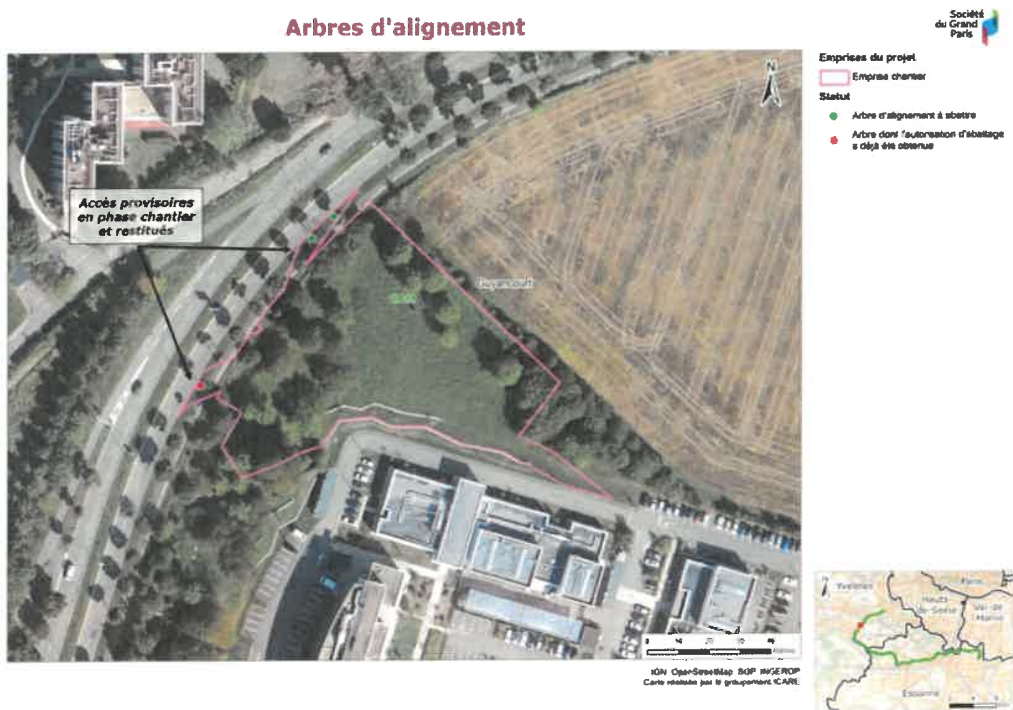 Arbres d'alignement
Société
du Grand
Paris
Emprises du projet
Emprise chantier
Statut
Arbre d'alignement à abattre
Arbre dont l'autorisation d'abattage
a déjà été obtenue
N
Accès provisoires
en phase chantier
et restitués
Guyancourt
IGN OpenStreetMap SGP INGEROP
Carte réalisée par le groupement ICARE
Yvelines
Paris
Hauts
de-Seine
Val-de
Marne
Essonne